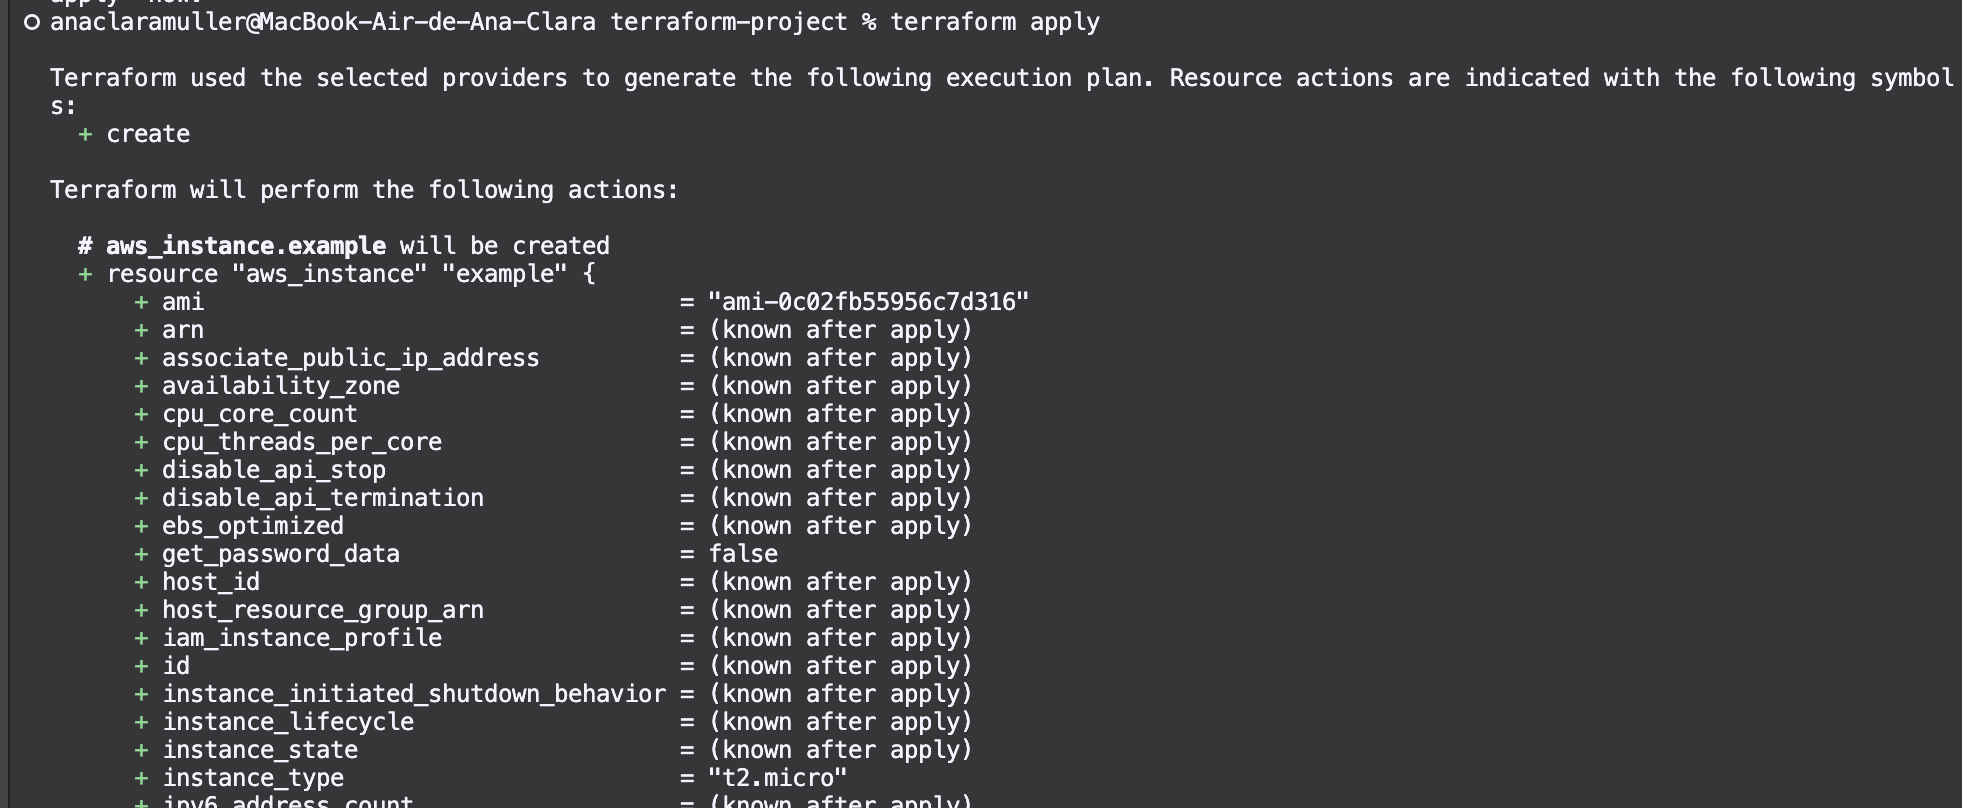 apply" now.
anaclaramuller@MacBook-Air-de-Ana-Clara terraform-project % terraform apply
Terraform used the selected providers to generate the following execution plan. Resource actions are indicated with the following symbol
s:
+ create
Terraform will perform the following actions:
# aws_instance.example will be created
+ resource "aws_instance" "example" {
+ ami = "ami-0c02fb55956c7d316"
+ arn = (known after apply)
+ associate_public_ip_address = (known after apply)
+ availability_zone = (known after apply)
+ cpu_core_count = (known after apply)
+ cpu_threads_per_core = (known after apply)
+ disable_api_stop = (known after apply)
+ disable_api_termination = (known after apply)
+ ebs_optimized = (known after apply)
+ get_password_data = false
+ host_id = (known after apply)
+ host_resource_group_arn = (known after apply)
+ iam_instance_profile = (known after apply)
+ id = (known after apply)
+ instance_initiated_shutdown_behavior = (known after apply)
+ instance_lifecycle = (known after apply)
+ instance_state = (known after apply)
+ instance_type = "t2.micro"
+ ipv6_address_count = (known after apply)